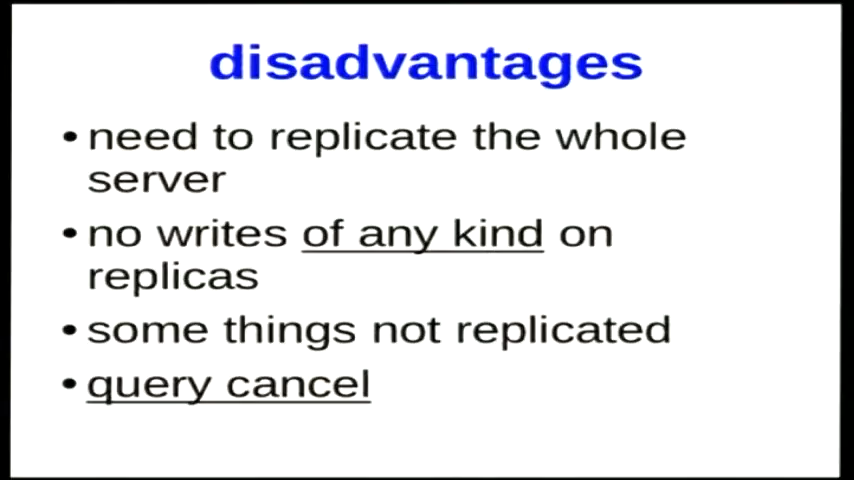 disadvantages
• need to replicate the whole
server
• no writes of any kind on
replicas
• some things not replicated
• query cancel